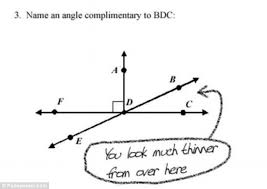 3. Name an angle complimentary to BDC:
A
B
F
D
C
E
You look much thinner
from over here